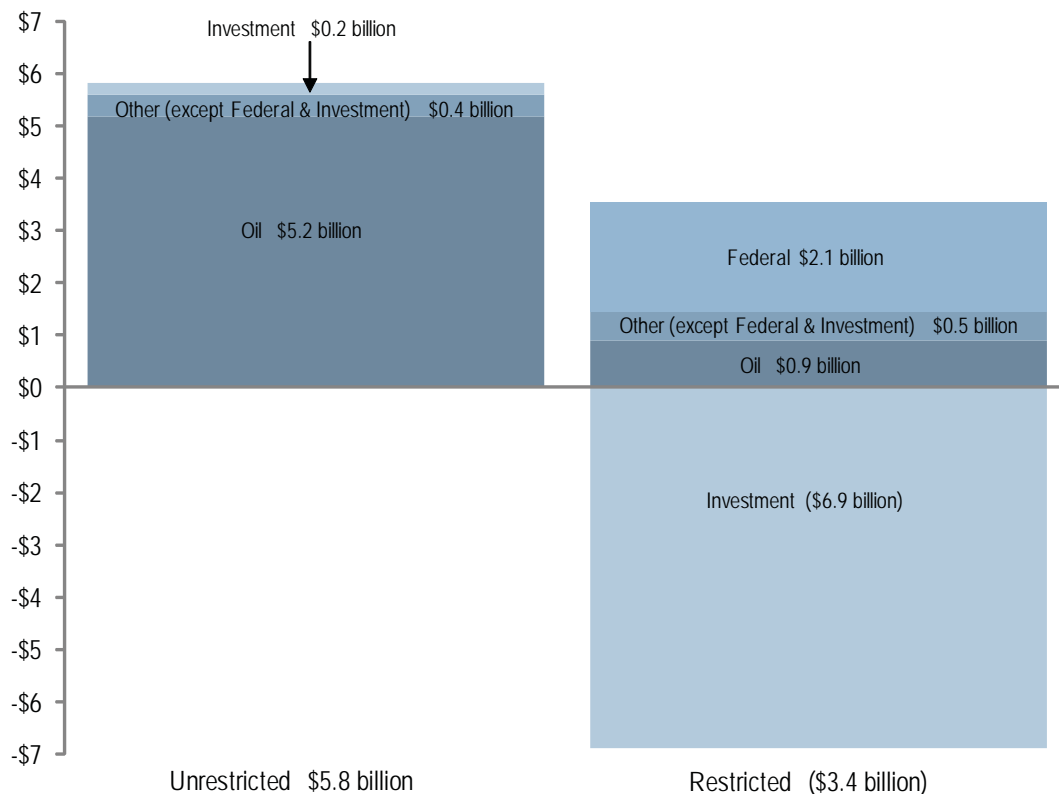 $7
$6
$5
$4
$3
$2
$1
$0
-$1
-$2
-$3
-$4
-$5
-$6
-$7
Investment $0.2 billion
Other (except Federal & Investment) $0.4 billion
Oil $5.2 billion
Federal $2.1 billion
Other (except Federal & Investment) $0.5 billion
Oil $0.9 billion
Investment ($6.9 billion)
Unrestricted $5.8 billion
Restricted ($3.4 billion)